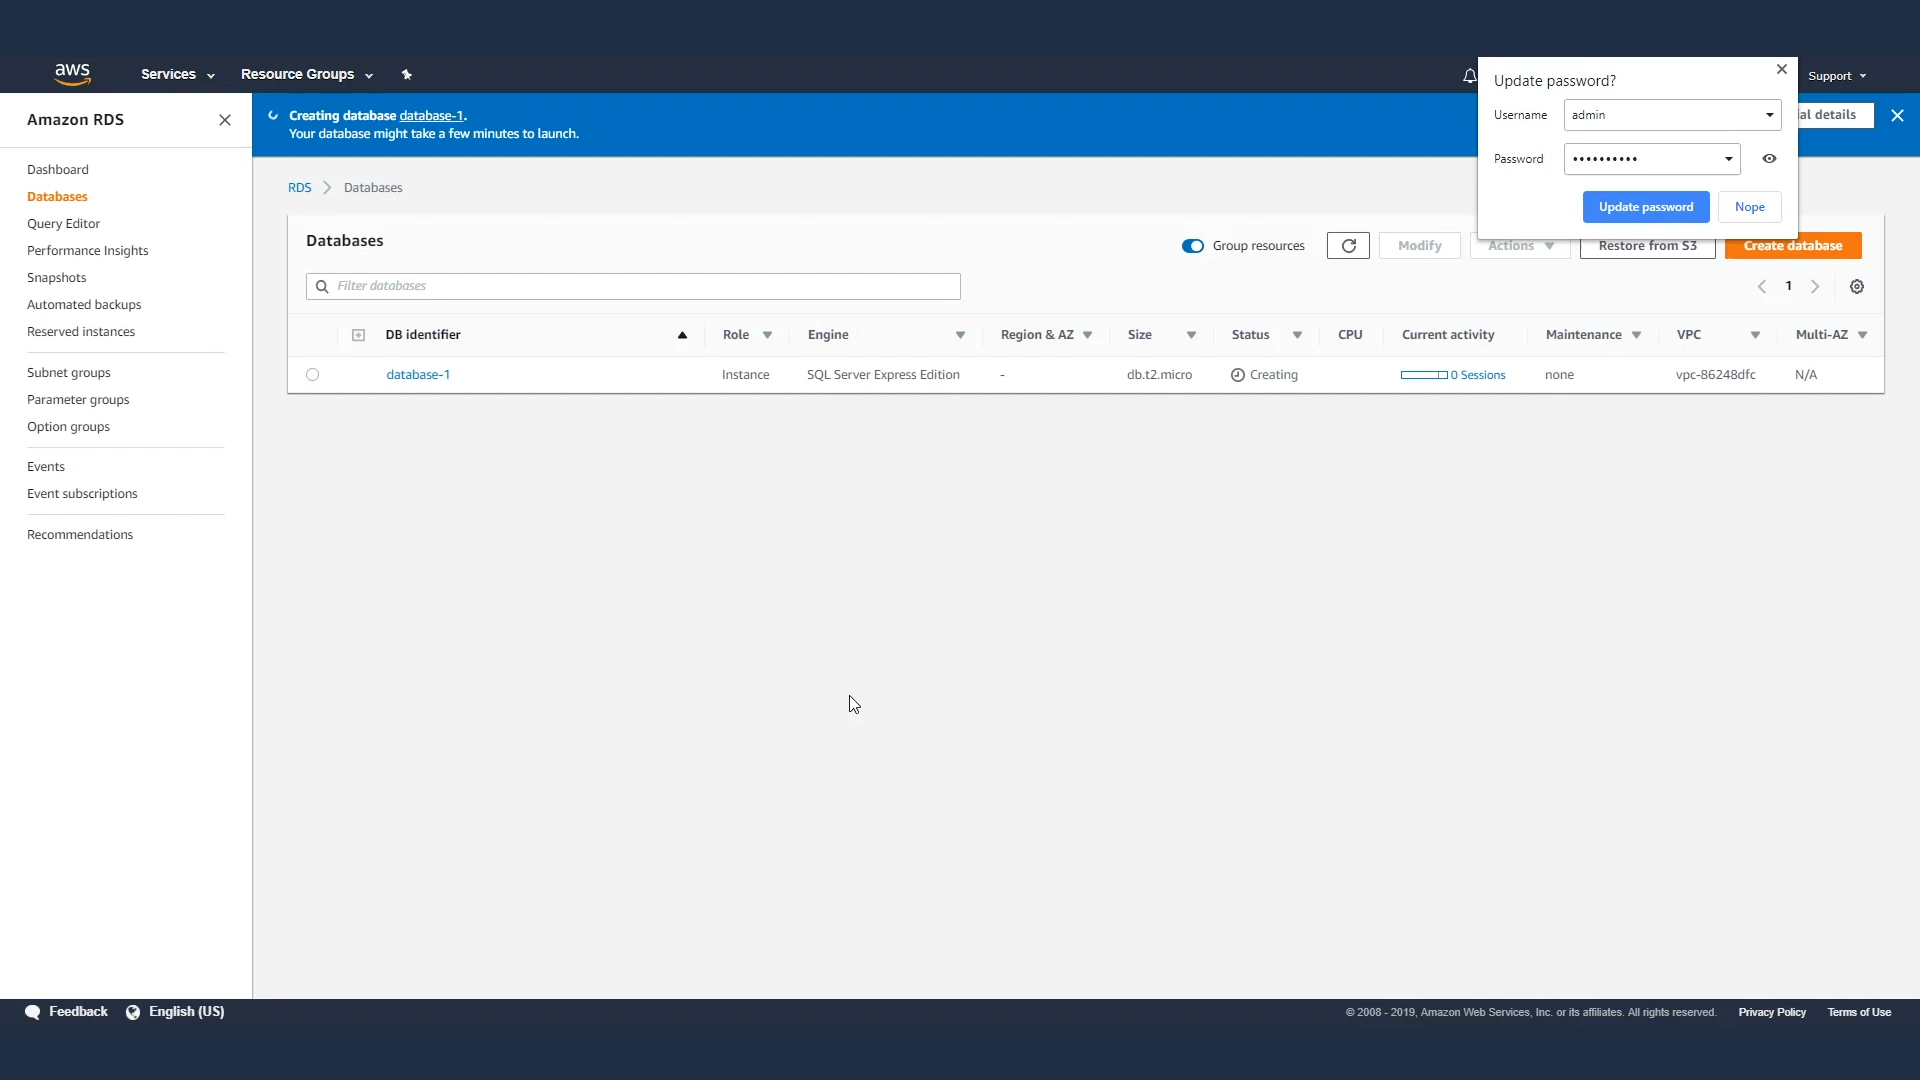 aws
Services
Resource Groups
Support
Update password?
Username
admin
Password
••••••••••
Update password
Nope
Amazon RDS
Creating database database-1.
Your database might take a few minutes to launch.
al details
Dashboard
Databases
Query Editor
Performance Insights
Snapshots
Automated backups
Reserved instances
Subnet groups
Parameter groups
Option groups
Events
Event subscriptions
Recommendations
RDS > Databases
Databases
Group resources
Modify
Actions
Restore from S3
Create database
Filter databases
1
DB identifier Role Engine Region & AZ Size Status CPU Current activity Maintenance VPC Multi-AZ
database-1 Instance SQL Server Express Edition - db.t2.micro Creating 0 Sessions none vpc-86248dfc N/A
Feedback
English (US)
© 2008 - 2019, Amazon Web Services, Inc. or its affiliates. All rights reserved.
Privacy Policy
Terms of Use